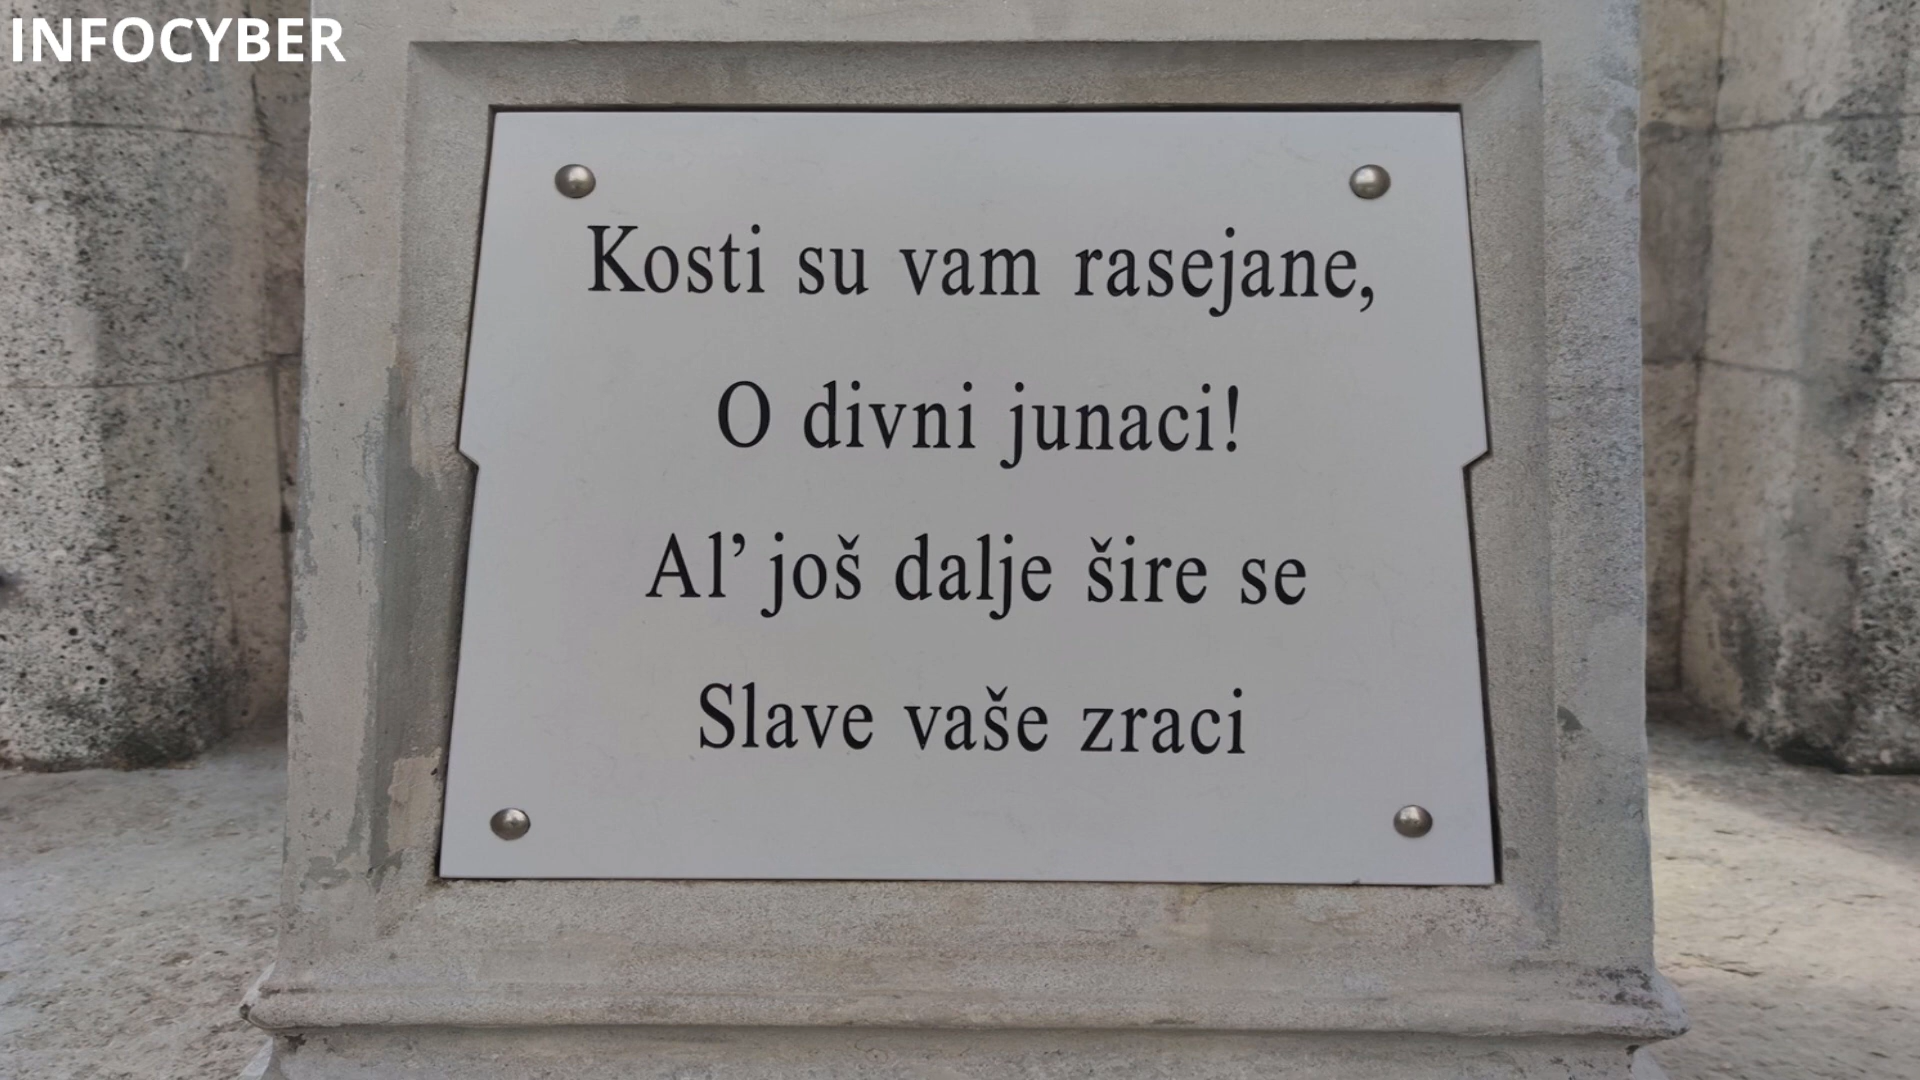 INFOCYBER
Kosti su vam rasejane,
O divni junaci!
Al’ još dalje šire se
Slave vaše zraci